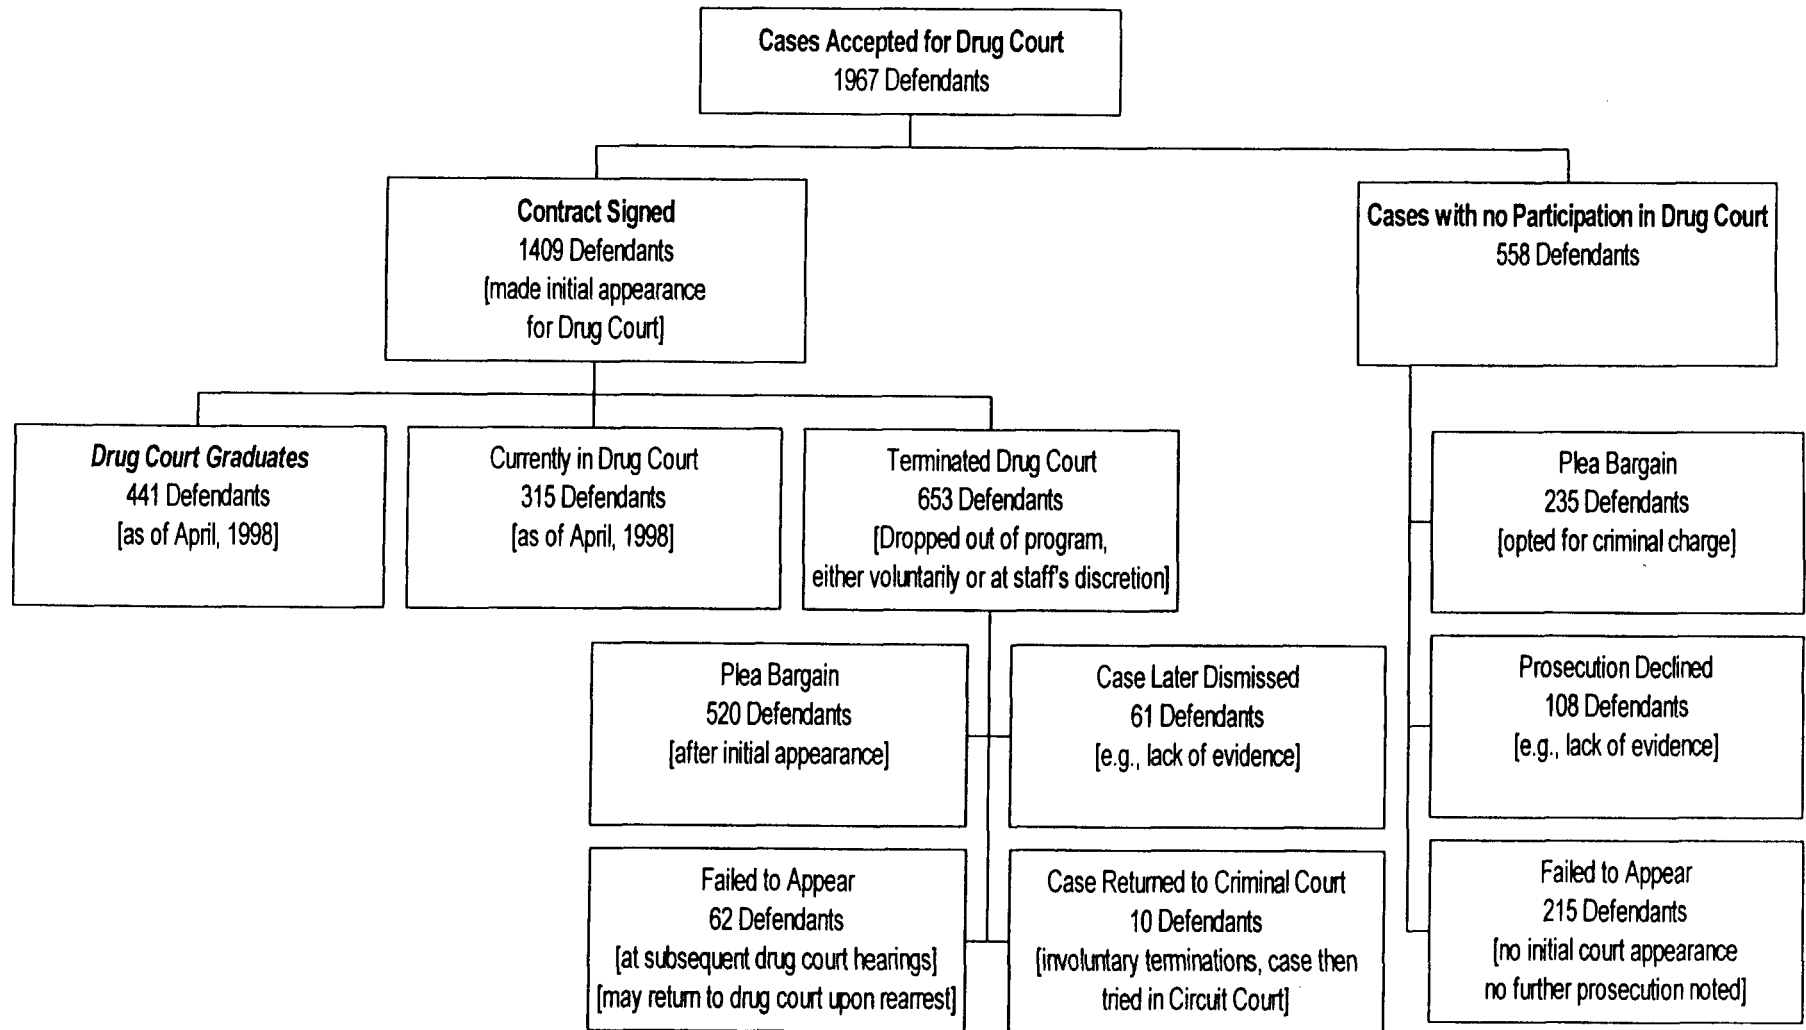 Cases Accepted for Drug Court
1967 Defendants
Contract Signed
1409 Defendants
[made initial appearance
for Drug Court]
Cases with no Participation in Drug Court
558 Defendants
Drug Court Graduates
441 Defendants
[as of April, 1998]
Currently in Drug Court
315 Defendants
[as of April, 1998]
Terminated Drug Court
653 Defendants
[Dropped out of program,
either voluntarily or at staff's discretion]
Plea Bargain
235 Defendants
[opted for criminal charge]
Plea Bargain
520 Defendants
[after initial appearance]
Case Later Dismissed
61 Defendants
[e.g., lack of evidence]
Prosecution Declined
108 Defendants
[e.g., lack of evidence]
Failed to Appear
62 Defendants
[at subsequent drug court hearings]
[may return to drug court upon rearrest]
Case Returned to Criminal Court
10 Defendants
[involuntary terminations, case then
tried in Circuit Court]
Failed to Appear
215 Defendants
[no initial court appearance
no further prosecution noted]